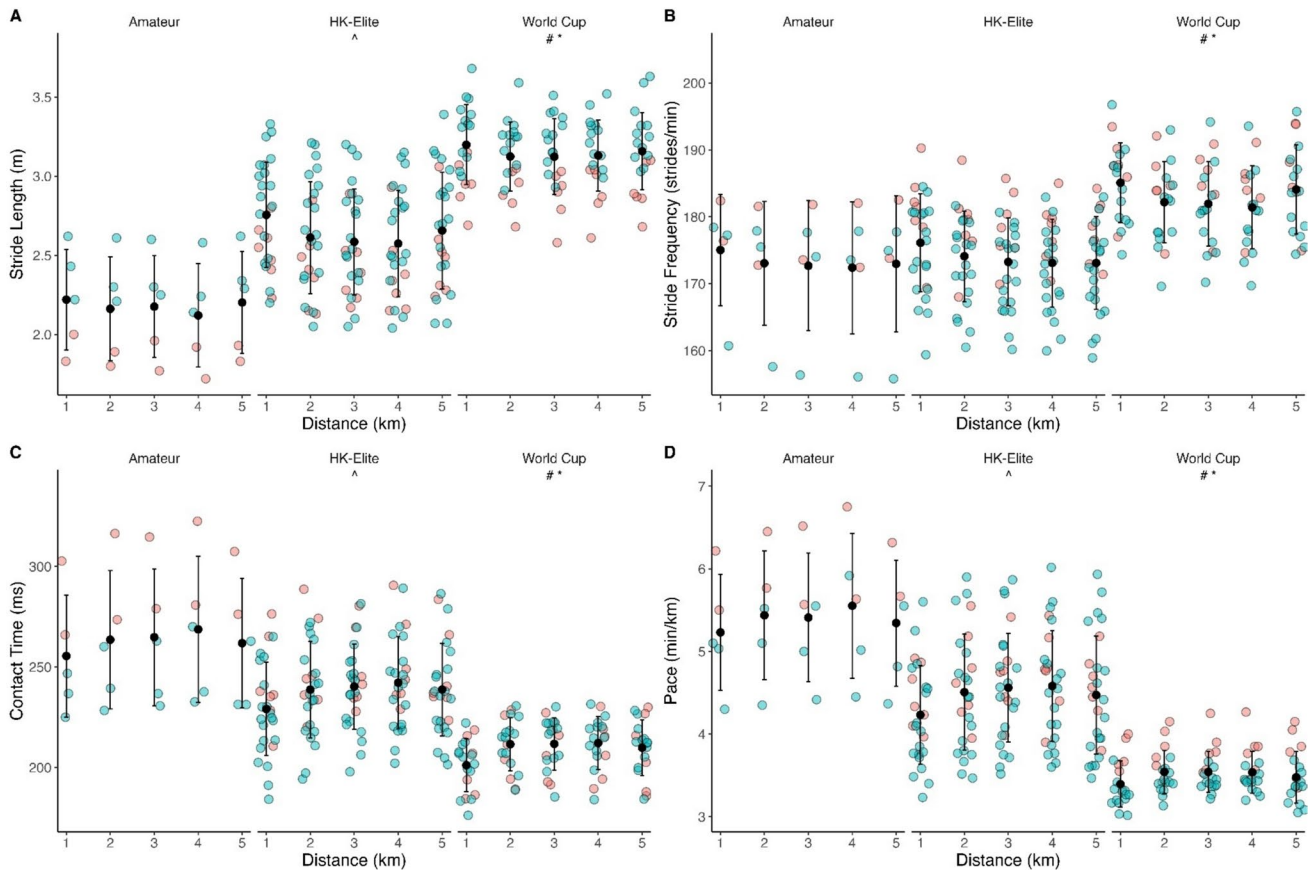 A
Amateur
HK-Elite
World Cup
^
# *
Stride Length (m)
3.5
3.0
2.5
2.0
1 2 3 4 5 1 2 3 4 5 1 2 3 4 5
Distance (km)
B
Amateur
HK-Elite
World Cup
# *
Stride Frequency (strides/min)
200
190
180
170
160
1 2 3 4 5 1 2 3 4 5 1 2 3 4 5
Distance (km)
C
Amateur
HK-Elite
World Cup
^
# *
Contact Time (ms)
300
250
200
1 2 3 4 5 1 2 3 4 5 1 2 3 4 5
Distance (km)
D
Amateur
HK-Elite
World Cup
^
# *
Pace (min/km)
7
6
5
4
3
1 2 3 4 5 1 2 3 4 5 1 2 3 4 5
Distance (km)